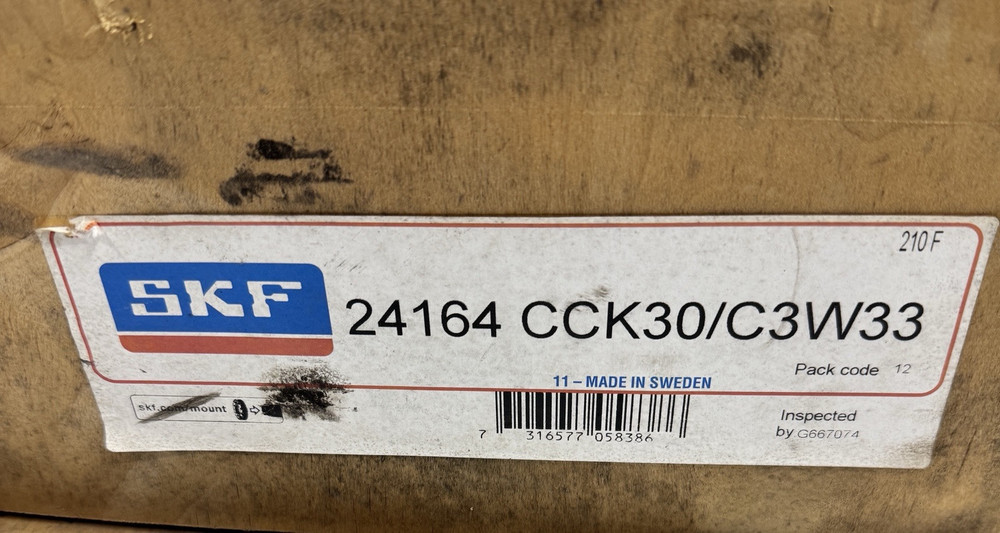 210 F
SKF
24164 CCK30/C3W33
Pack code 12
11 – MADE IN SWEDEN
skf.com/mount
7 316577 058386
Inspected
by G667074